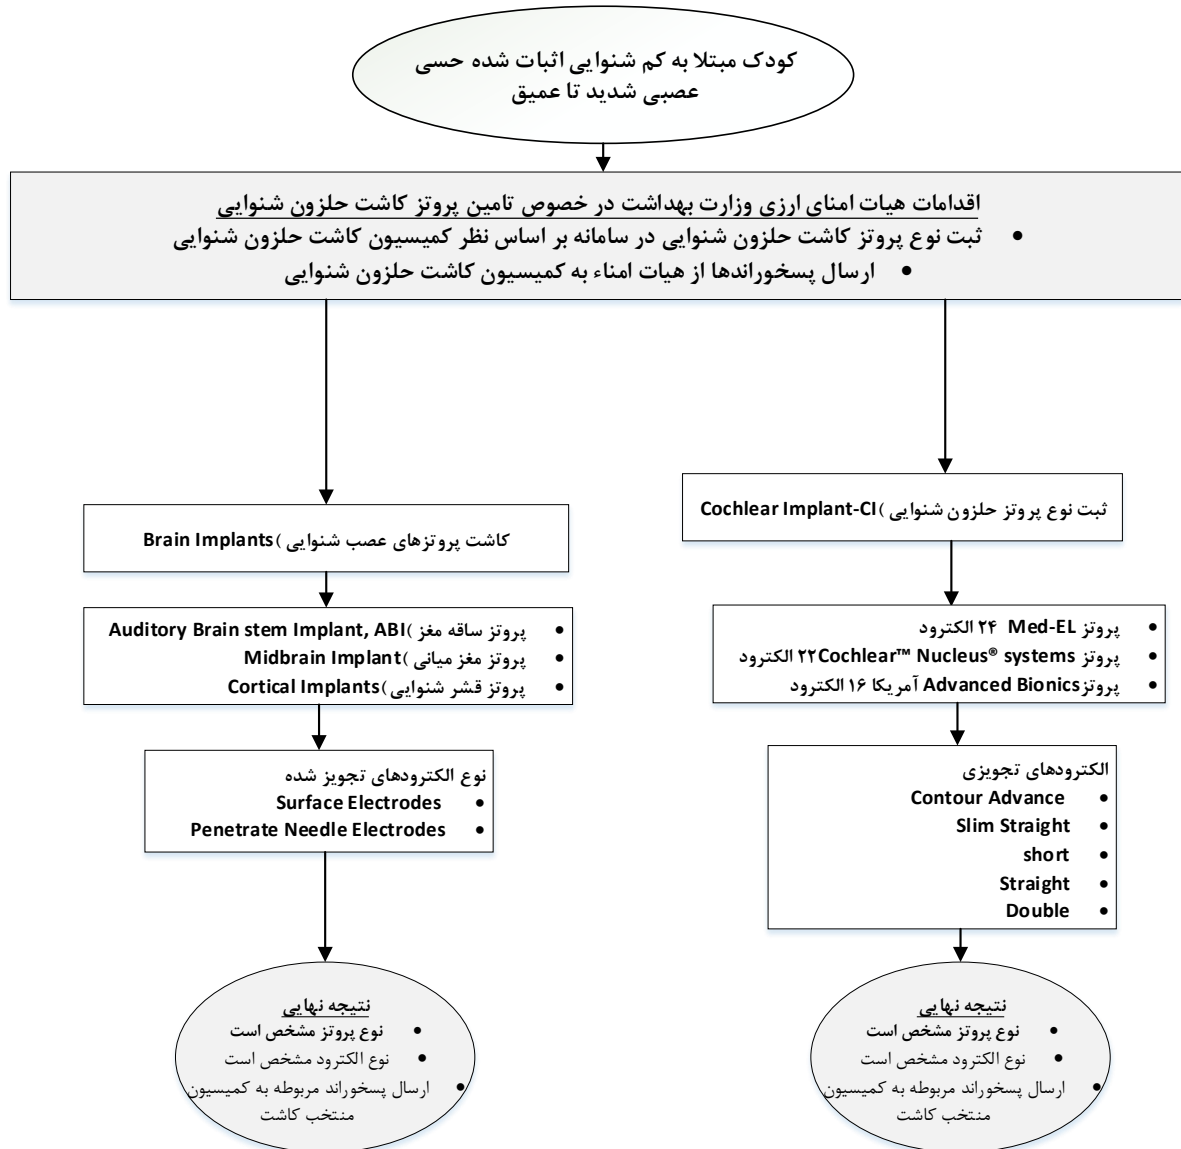 کودک مبتلا به کم شنوایی اثبات شده حسی
عصبی شدید تا عمیق
اقدامات هیات امنای ارزی وزارت بهداشت در خصوص تامین پروتز کاشت حلزون شنوایی
• ثبت نوع پروتز کاشت حلزون شنوایی در سامانه بر اساس نظر کمیسیون کاشت حلزون شنوایی
• ارسال پسخوراندها از هیات امناء به کمیسیون کاشت حلزون شنوایی
ثبت نوع پروتز حلزون شنوایی (Cochlear Implant-CI
• پروتز Med-EL ۲۴ الکترود
• پروتز Cochlear™ Nucleus® systems۲۲ الکترود
• پروتزAdvanced Bionics آمریکا ۱۶ الکترود
الکترودهای تجویزی
• Contour Advance
• Slim Straight
• short
• Straight
• Double
نتیجه نهایی
• نوع پروتز مشخص است
• نوع الکترود مشخص است
• ارسال پسخوراند مربوطه به کمیسیون
منتخب کاشت
کاشت پروتزهای عصب شنوایی (Brain Implants
• پروتز ساقه مغز (Auditory Brain stem Implant, ABI
• پروتز مغز میانی (Midbrain Implant
• پروتز قشر شنوایی (Cortical Implants
نوع الکترودهای تجویز شده
• Surface Electrodes
• Penetrate Needle Electrodes
نتیجه نهایی
• نوع پروتز مشخص است
• نوع الکترود مشخص است
• ارسال پسخوراند مربوطه به کمیسیون
منتخب کاشت